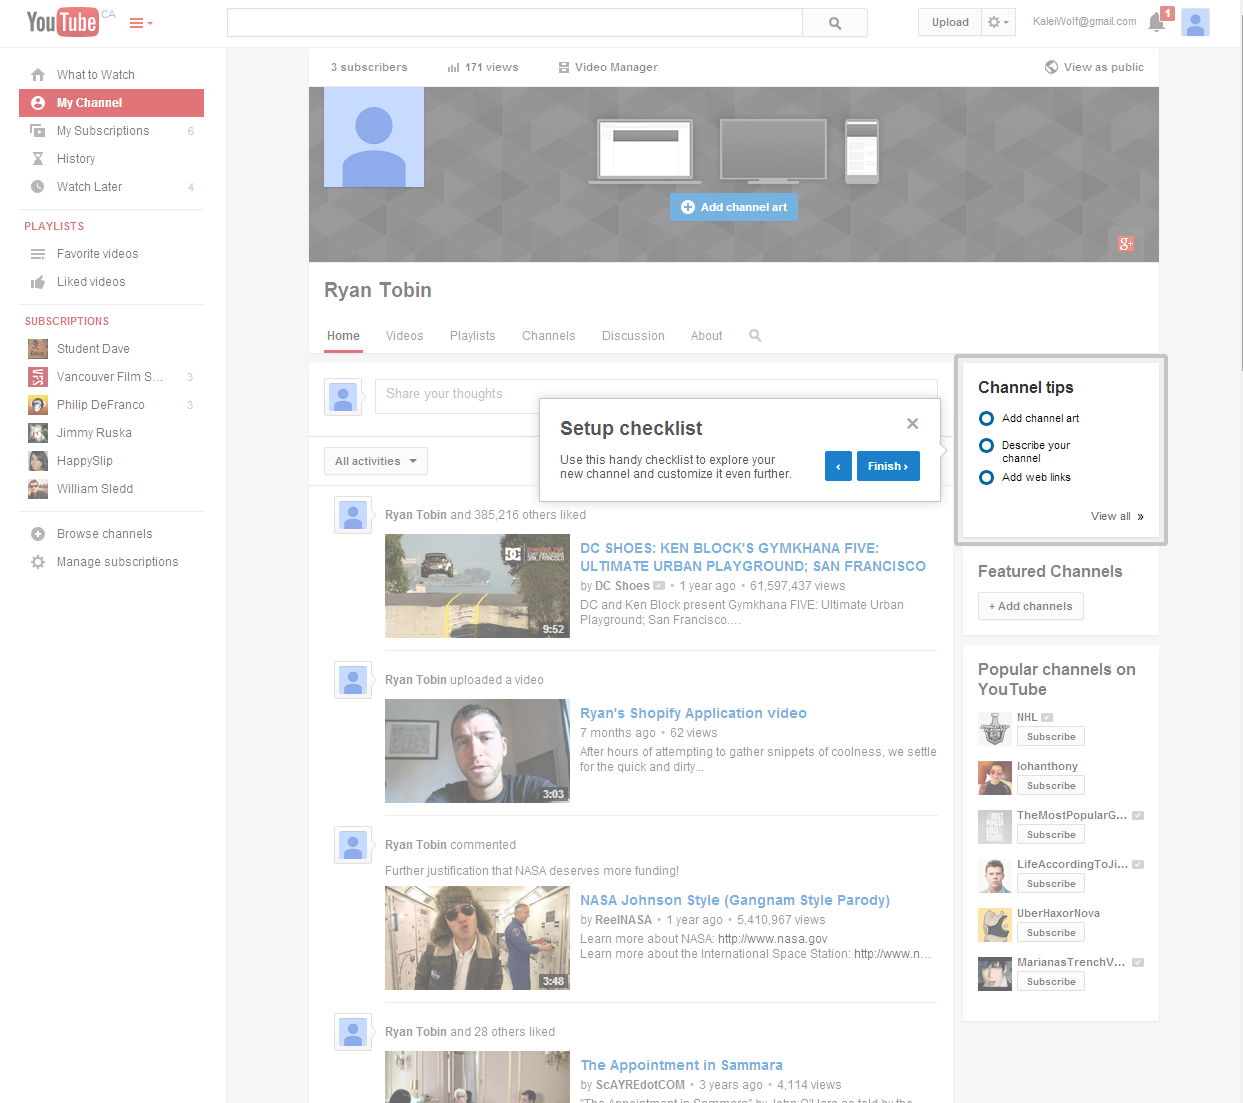 YouTube CA
Upload
KaleiWolf@gmail.com
1
What to Watch
My Channel
My Subscriptions 6
History
Watch Later 4
PLAYLISTS
Favorite videos
Liked videos
SUBSCRIPTIONS
Student Dave
Vancouver Film S... 3
Philip DeFranco 3
Jimmy Ruska
HappySlip
William Sledd
Browse channels
Manage subscriptions
3 subscribers 171 views Video Manager View as public
Add channel art
g+
Ryan Tobin
Home Videos Playlists Channels Discussion About
Share your thoughts
All activities
Setup checklist
Use this handy checklist to explore your
new channel and customize it even further.
‹ Finish ›
Ryan Tobin and 385,216 others liked
DC SHOES: KEN BLOCK'S GYMKHANA FIVE:
ULTIMATE URBAN PLAYGROUND; SAN FRANCISCO
by DC Shoes • 1 year ago • 61,597,437 views
DC and Ken Block present Gymkhana FIVE: Ultimate Urban
Playground; San Francisco....
9:52
Ryan Tobin uploaded a video
Ryan's Shopify Application video
7 months ago • 62 views
After hours of attempting to gather snippets of coolness, we settle
for the quick and dirty...
3:03
Ryan Tobin commented
Further justification that NASA deserves more funding!
NASA Johnson Style (Gangnam Style Parody)
by ReelNASA • 1 year ago • 5,410,967 views
Learn more about NASA: http://www.nasa.gov
Learn more about the International Space Station: http://www.n...
3:48
Ryan Tobin and 28 others liked
The Appointment in Sammara
by ScAYREdotCOM • 3 years ago • 4,114 views
"The Appointment in Sammara" by John O'Hara as told by the
Channel tips
Add channel art
Describe your
channel
Add web links
View all »
Featured Channels
+ Add channels
Popular channels on
YouTube
NHL
Subscribe
lohanthony
Subscribe
TheMostPopularG...
Subscribe
LifeAccordingToJi...
Subscribe
UberHaxorNova
Subscribe
MarianasTrenchV...
Subscribe